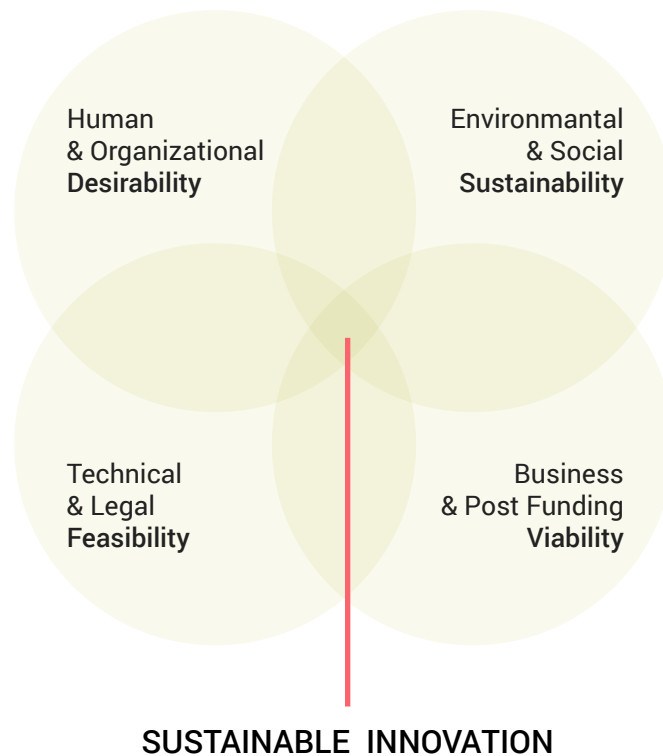 Human
& Organizational
Desirability
Environmantal
& Social
Sustainability
Technical
& Legal
Feasibility
Business
& Post Funding
Viability
SUSTAINABLE INNOVATION